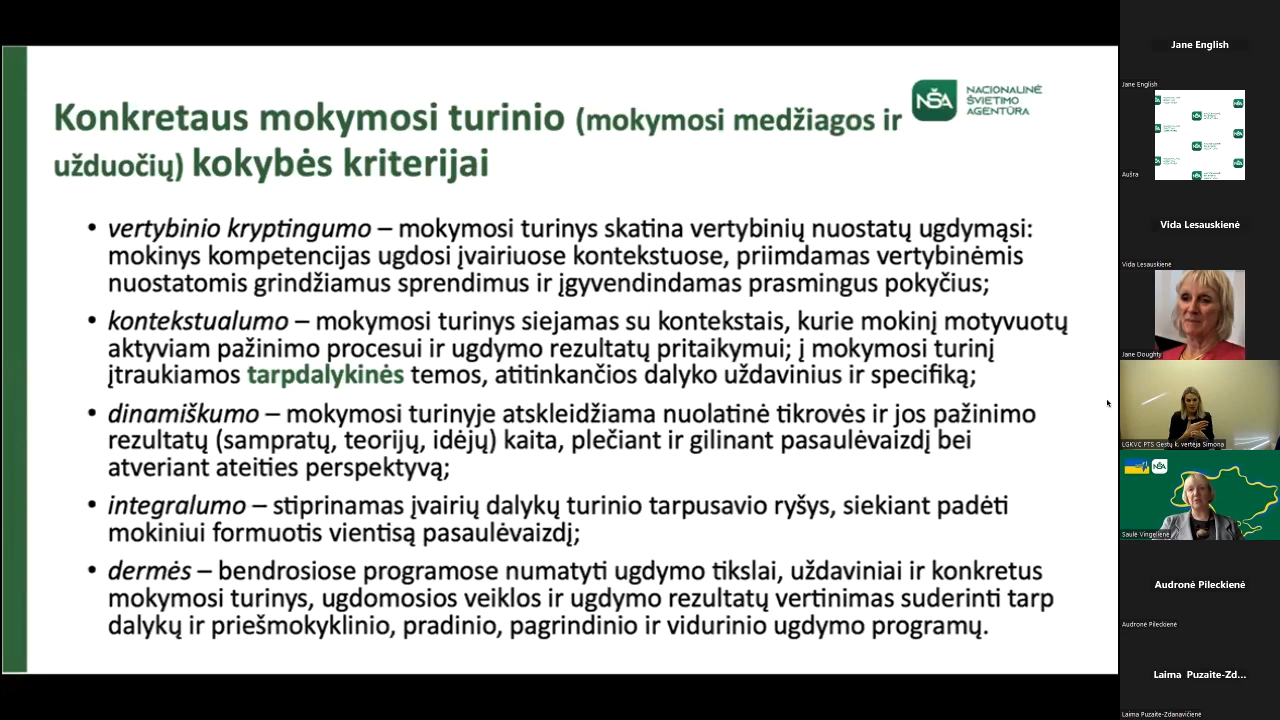 Konkretaus mokymosi turinio (mokymosi medžiagos ir
užduočių) kokybės kriterijai
NŠA
NACIONALINĖ
ŠVIETIMO
AGENTŪRA
• vertybinio kryptingumo – mokymosi turinys skatina vertybinių nuostatų ugdymąsi:
mokinys kompetencijas ugdosi įvairiuose kontekstuose, priimdamas vertybinėmis
nuostatomis grindžiamus sprendimus ir įgyvendindamas prasmingus pokyčius;
• kontekstualumo – mokymosi turinys siejamas su kontekstais, kurie mokinį motyvuotų
aktyviam pažinimo procesui ir ugdymo rezultatų pritaikymui; į mokymosi turinį
įtraukiamos tarpdalykinės temos, atitinkančios dalyko uždavinius ir specifiką;
• dinamiškumo – mokymosi turinyje atskleidžiama nuolatinė tikrovės ir jos pažinimo
rezultatų (sampratų, teorijų, idėjų) kaita, plečiant ir gilinant pasaulėvaizdį bei
atveriant ateities perspektyvą;
• integralumo – stiprinamas įvairių dalykų turinio tarpusavio ryšys, siekiant padėti
mokiniui formuotis vientisą pasaulėvaizdį;
• dermės – bendrosiose programose numatyti ugdymo tikslai, uždaviniai ir konkretus
mokymosi turinys, ugdomosios veiklos ir ugdymo rezultatų vertinimas suderinti tarp
dalykų ir priešmokyklinio, pradinio, pagrindinio ir vidurinio ugdymo programų.
Jane English
Jane English
Aušra
Vida Lesauskienė
Vida Lesauskienė
Jane Doughty
LGKVC PTS Gestų k. vertėja Simona
NŠA
Saulė Vingelienė
Audronė Pileckienė
Audronė Pileckienė
Laima Puzaite-Zd...
Laima Puzaite-Zdanavičienė